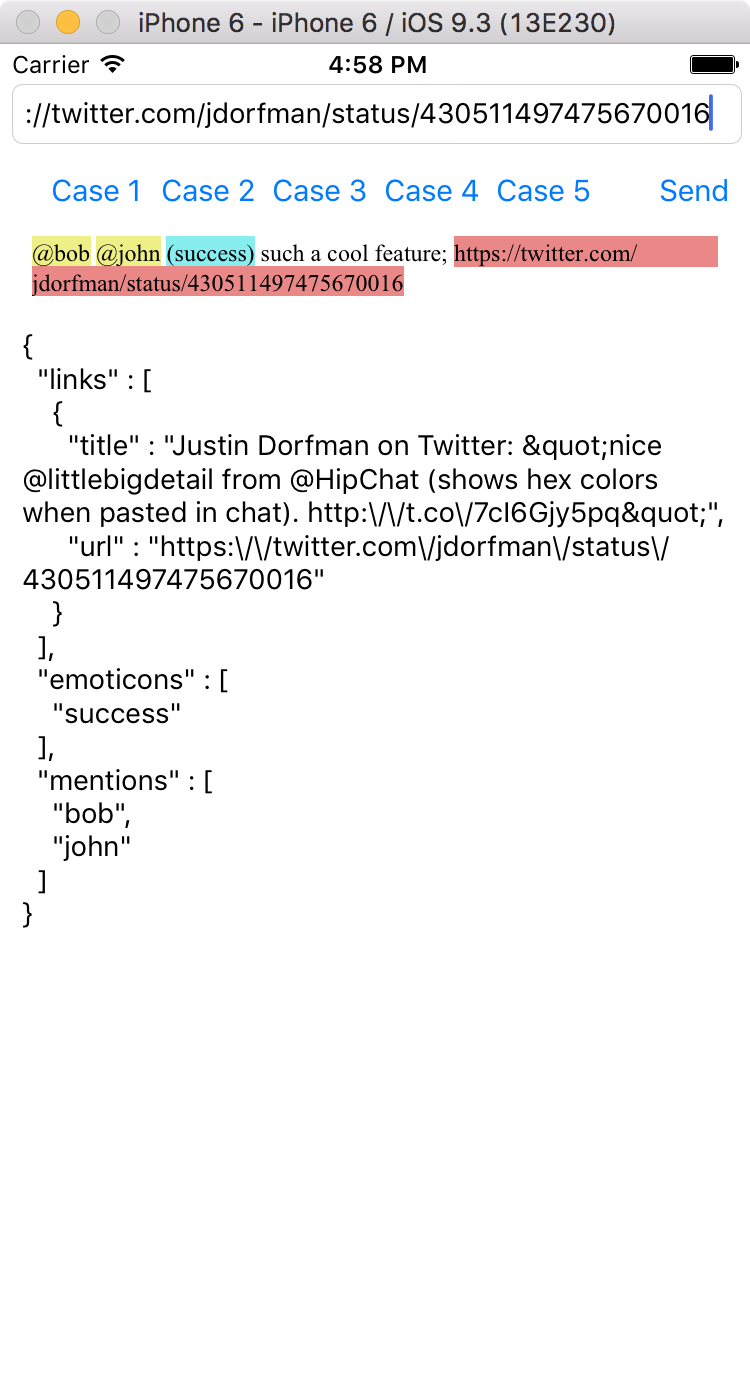 iPhone 6 - iPhone 6 / iOS 9.3 (13E230)
Carrier 4:58 PM
://twitter.com/jdorfman/status/430511497475670016
Case 1 Case 2 Case 3 Case 4 Case 5 Send
@bob @john (success) such a cool feature; https://twitter.com/
jdorfman/status/430511497475670016
{
"links" : [
{
"title" : "Justin Dorfman on Twitter: &quot;nice
@littlebigdetail from @HipChat (shows hex colors
when pasted in chat). http:\/\/t.co\/7cI6Gjy5pq&quot;",
"url" : "https:\/\/twitter.com\/jdorfman\/status\/
430511497475670016"
}
],
"emoticons" : [
"success"
],
"mentions" : [
"bob",
"john"
]
}